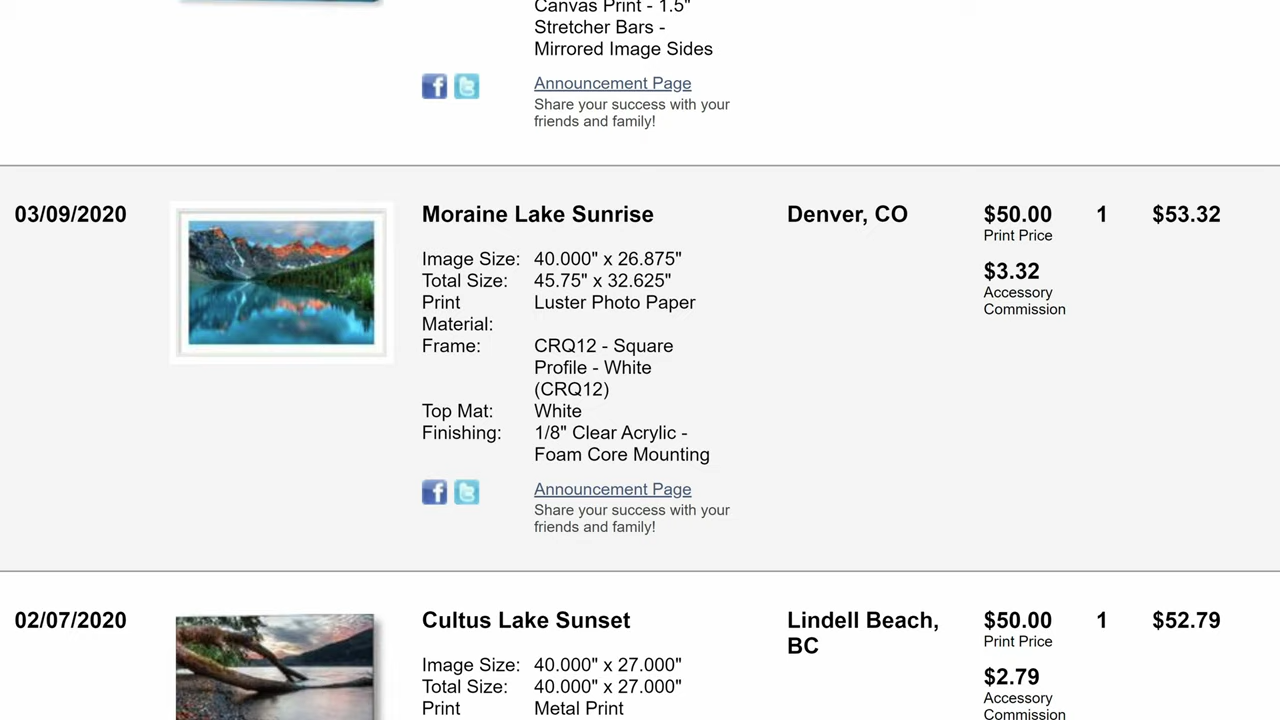 Canvas Print - 1.5"
Stretcher Bars -
Mirrored Image Sides
Announcement Page
Share your success with your
friends and family!
03/09/2020
Moraine Lake Sunrise
Denver, CO
$50.00
1
$53.32
Print Price
$3.32
Accessory
Commission
Image Size: 40.000" x 26.875"
Total Size: 45.75" x 32.625"
Print Luster Photo Paper
Material:
Frame: CRQ12 - Square
Profile - White
(CRQ12)
Top Mat: White
Finishing: 1/8" Clear Acrylic -
Foam Core Mounting
Announcement Page
Share your success with your
friends and family!
02/07/2020
Cultus Lake Sunset
Lindell Beach,
BC
$50.00
1
$52.79
Print Price
$2.79
Accessory
Commission
Image Size: 40.000" x 27.000"
Total Size: 40.000" x 27.000"
Print Metal Print